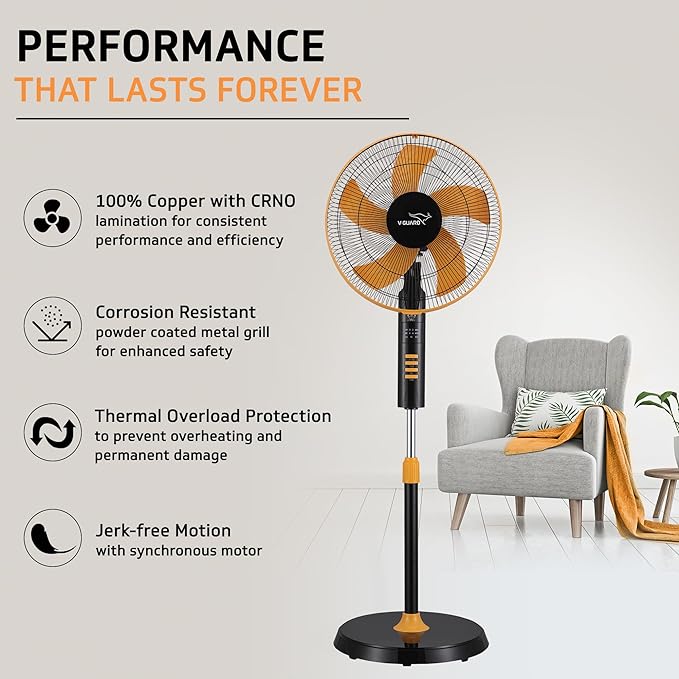 PERFORMANCE
THAT LASTS FOREVER
100% Copper with CRNO
lamination for consistent
performance and efficiency
Corrosion Resistant
powder coated metal grill
for enhanced safety
Thermal Overload Protection
to prevent overheating and
permanent damage
Jerk-free Motion
with synchronous motor
V-GUARD